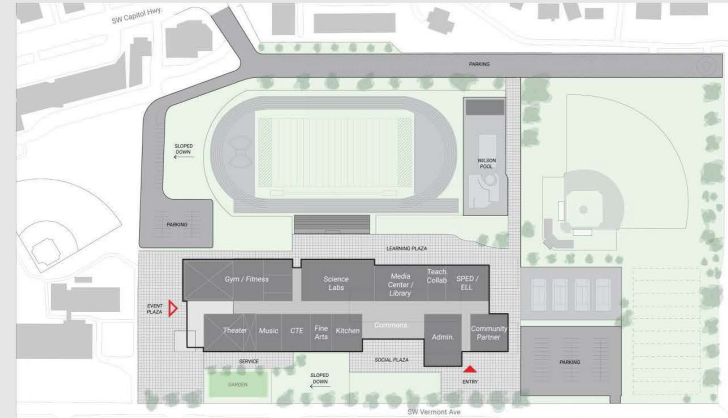 SW Capitol Hwy.
PARKING
SLOPED
DOWN
WILSON
POOL
PARKING
LEARNING PLAZA
Gym / Fitness
Science
Labs
Media
Center /
Library
Teach.
Collab
SPED /
ELL
EVENT
PLAZA
Theater
Music
CTE
Fine
Arts
Kitchen
Commons
Admin.
Community
Partner
SERVICE
SOCIAL PLAZA
PARKING
GARDEN
SLOPED
DOWN
ENTRY
SW Vermont Ave